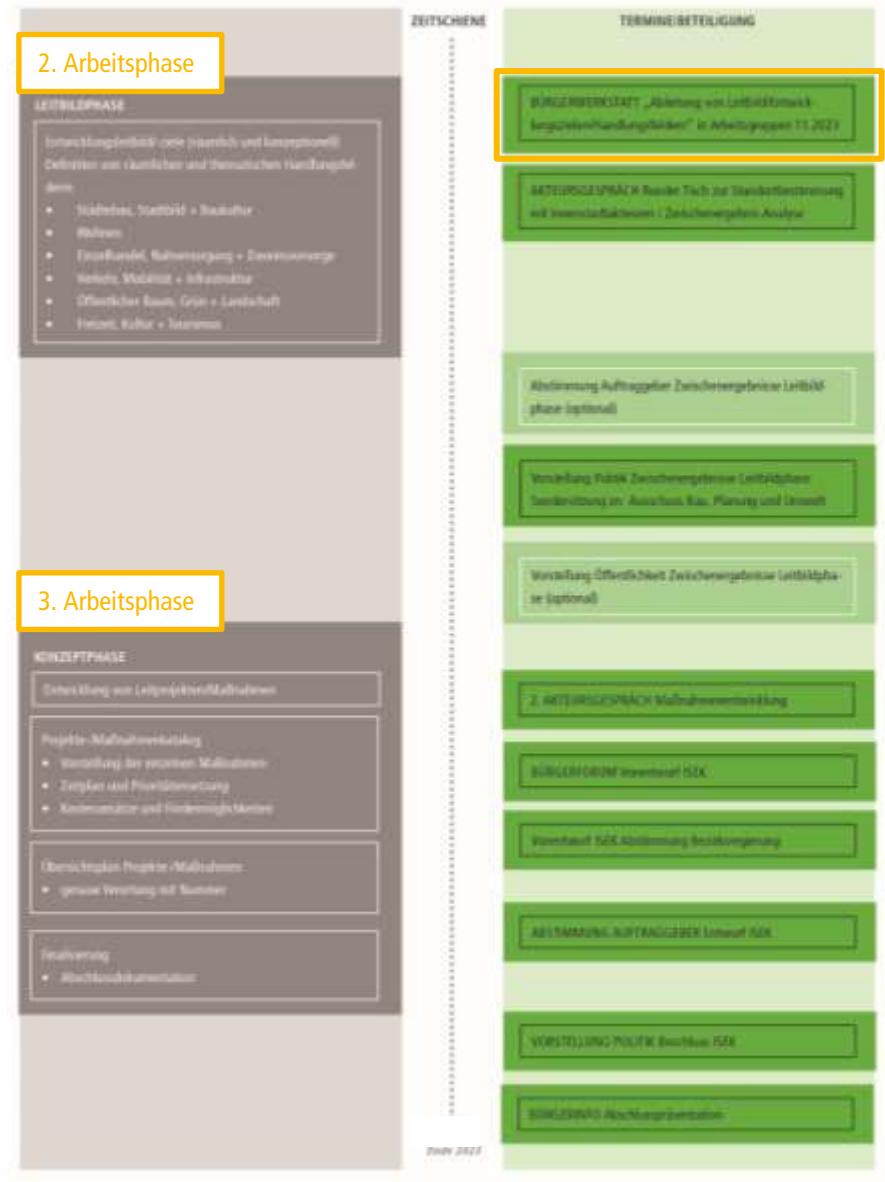 ZEITSCHIENE
TERMINE/BETEILIGUNG
2. Arbeitsphase
LEITBILDPHASE
Entwicklungsleitbild/-ziele (räumlich und konzeptionell)
Definition von räumlichen und thematischen Handlungsfel-
dern:
• Städtebau, Stadtbild + Baukultur
• Wohnen
• Einzelhandel, Nahversorgung + Daseinsvorsorge
• Verkehr, Mobilität + Infrastruktur
• Öffentlicher Raum, Grün + Landschaft
• Freizeit, Kultur + Tourismus
BÜRGERWERKSTATT „Ableitung von Leitbild/Entwick-
lungszielen/Handlungsfeldern" in Arbeitsgruppen 11.2023
AKTEURSGESPRÄCH Runder Tisch zur Standortbestimmung
mit Innenstadtakteuren / Zwischenergebnis Analyse
Abstimmung Auftraggeber Zwischenergebnisse Leitbild-
phase (optional)
Vorstellung Politik Zwischenergebnisse Leitbildphase
Sondersitzung im Ausschuss Bau, Planung und Umwelt
Vorstellung Öffentlichkeit Zwischenergebnisse Leitbildpha-
se (optional)
3. Arbeitsphase
KONZEPTPHASE
Entwicklung von Leitprojekten/Maßnahmen
Projekte-/Maßnahmenkatalog
• Vorstellung der einzelnen Maßnahmen
• Zeitplan und Prioritätensetzung
• Kostenansätze und Fördermöglichkeiten
Übersichtsplan Projekte-/Maßnahmen
• genaue Verortung mit Nummer
Finalisierung
• Abschlussdokumentation
2. AKTEURSGESPRÄCH Maßnahmenentwicklung
BÜRGERFORUM Vorentwurf ISEK
Vorentwurf ISEK Abstimmung Bezirksregierung
ABSTIMMUNG AUFTRAGGEBER Entwurf ISEK
VORSTELLUNG POLITIK Beschluss ISEK
BÜRGERINFO Abschlusspräsentation
Ende 2023